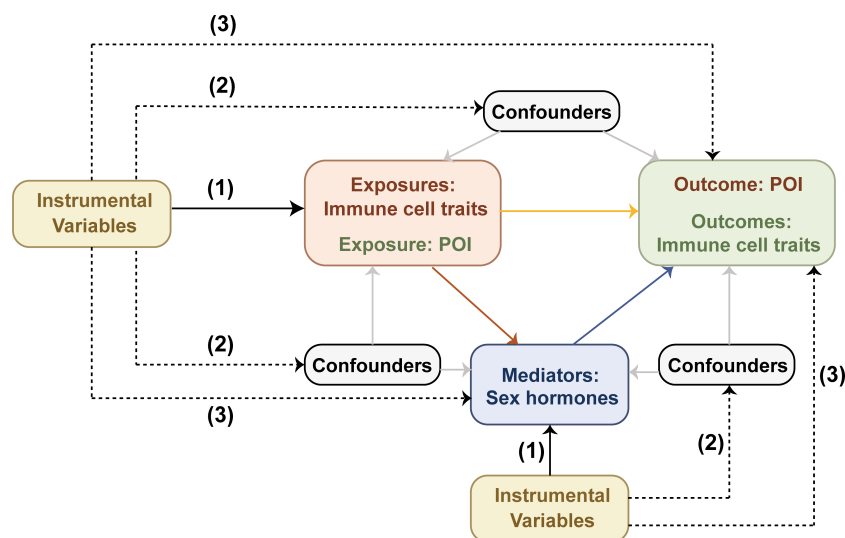 (3)
(2)
Confounders
(1)
Instrumental
Variables
Exposures:
Immune cell traits
Exposure: POI
Outcome: POI
Outcomes:
Immune cell traits
(2)
Confounders
(3)
Mediators:
Sex hormones
Confounders
(3)
(1)
(2)
Instrumental
Variables